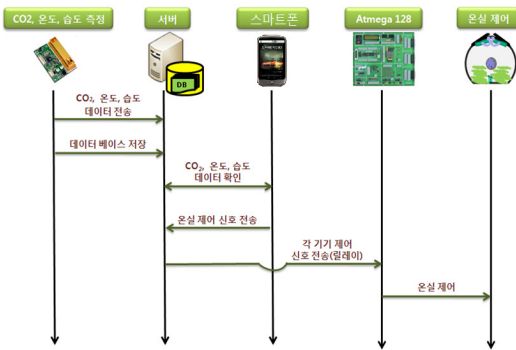 CO2, 온도, 습도 측정
서버
스마트폰
Atmega 128
온실 제어
DB
CO₂, 온도, 습도
데이터 전송
데이터 베이스 저장
CO₂, 온도, 습도
데이터 확인
온실 제어 신호 전송
각 기기 제어
신호 전송(릴레이)
온실 제어